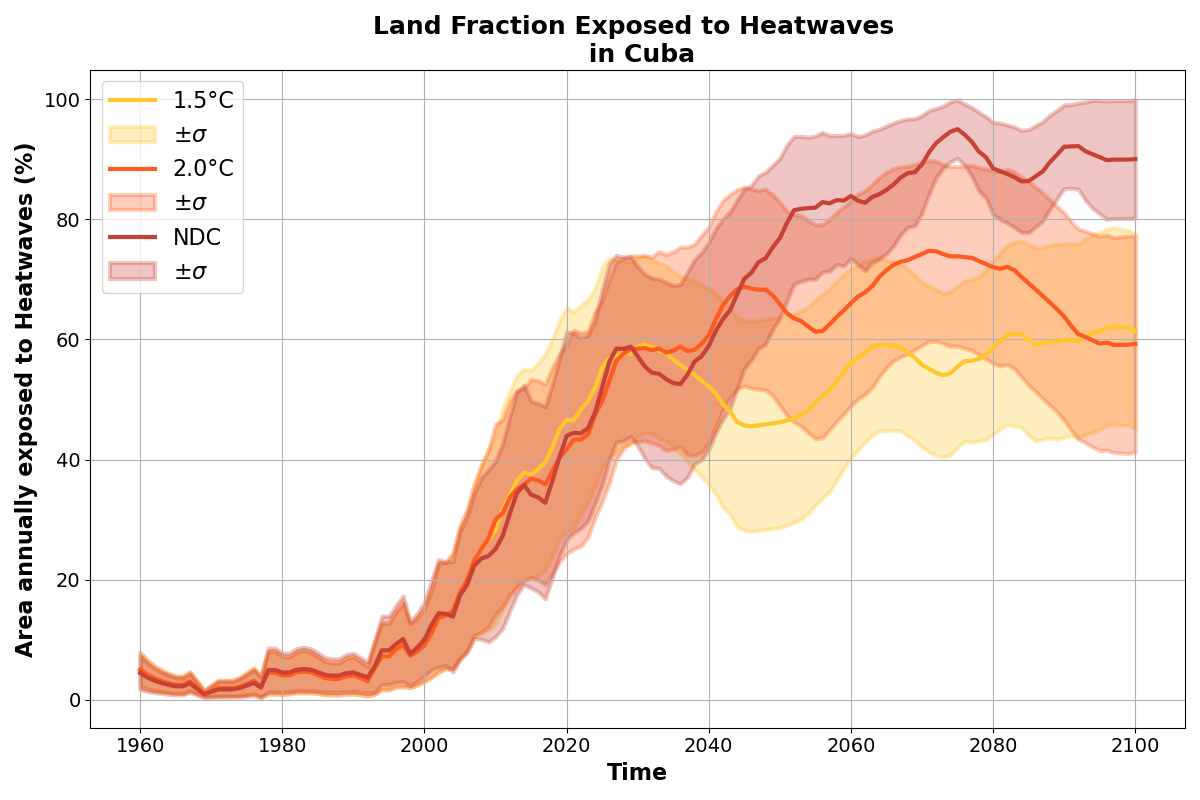 Land Fraction Exposed to Heatwaves
in Cuba
Area annually exposed to Heatwaves (%)
100
80
60
40
20
0
1.5°C
±σ
2.0°C
±σ
NDC
±σ
1960 1980 2000 2020 2040 2060 2080 2100
Time